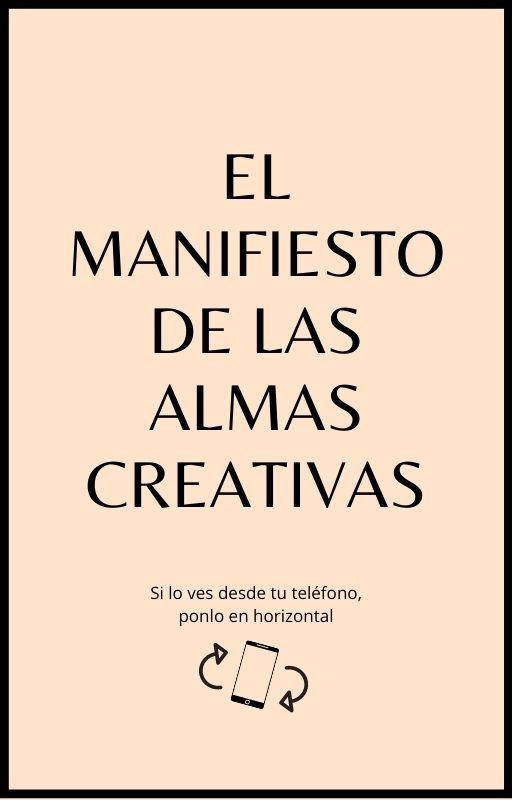 EL
MANIFIESTO
DE LAS
ALMAS
CREATIVAS
Si lo ves desde tu teléfono,
ponlo en horizontal